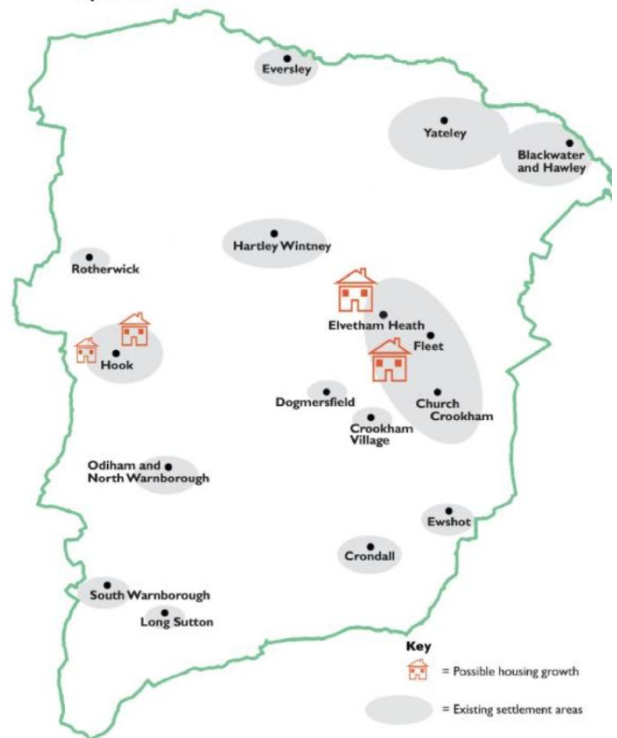 Eversley
Yateley
Blackwater
and Hawley
Hartley Wintney
Rotherwick
Elvetham Heath
Fleet
Hook
Dogmersfield
Church
Crookham
Crookham
Village
Odiham and
North Warnborough
Ewshot
Crondall
South Warnborough
Long Sutton
Key
= Possible housing growth
= Existing settlement areas